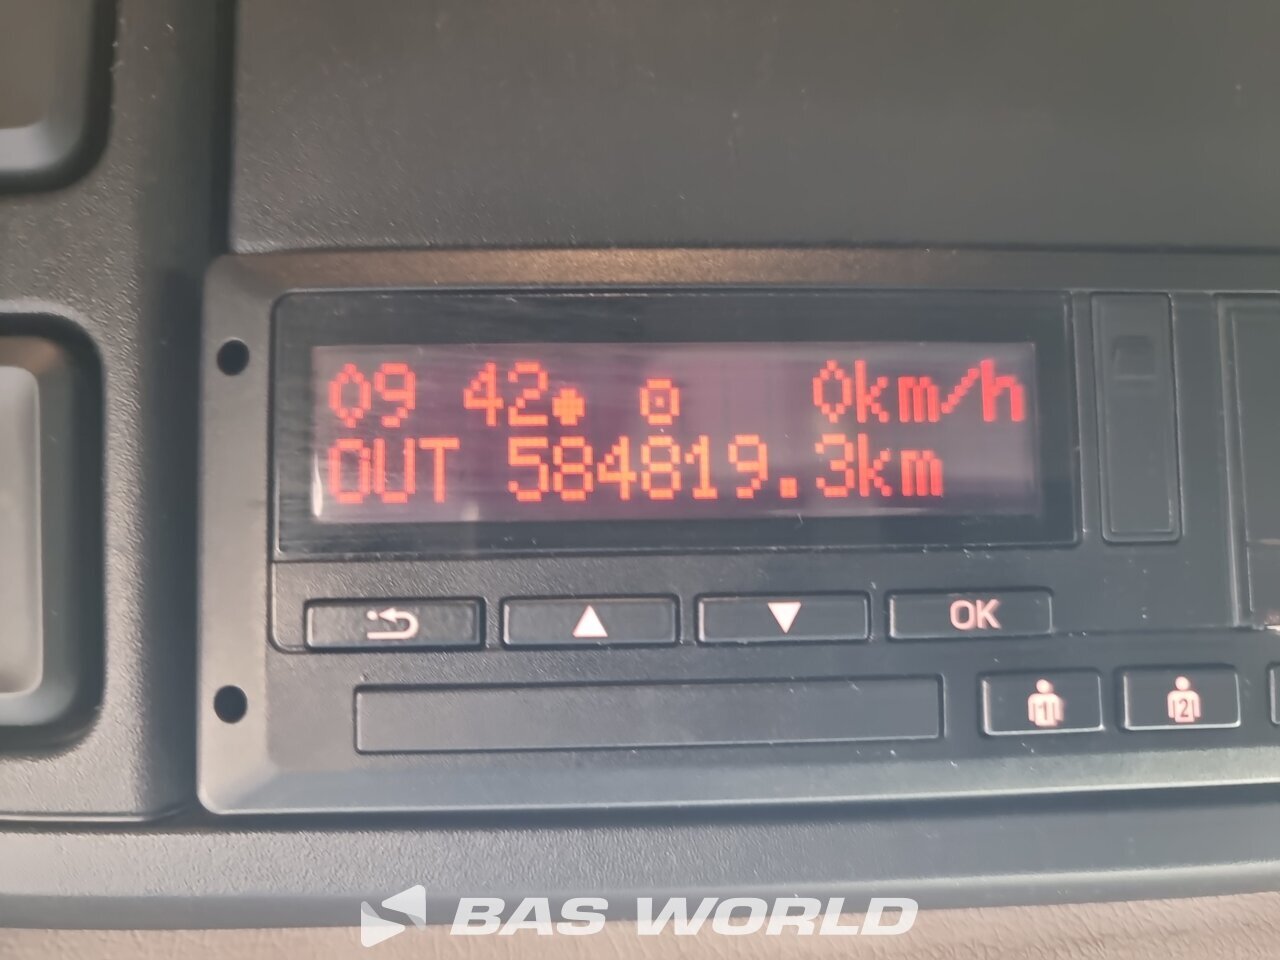 09 42 0km/h
OUT 584819.3km
OK
1 2
BAS WORLD